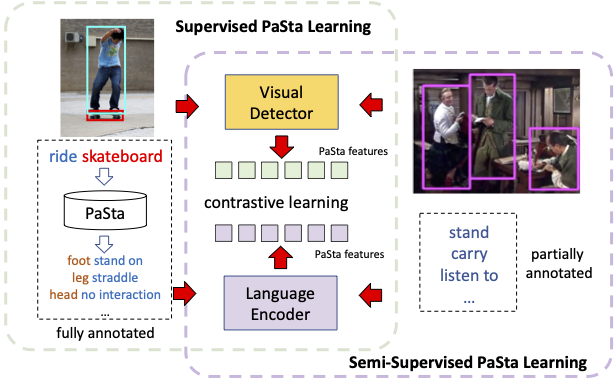 Supervised PaSta Learning
Visual
Detector
PaSta features
ride skateboard
contrastive learning
PaSta
PaSta features
foot stand on
leg straddle
head no interaction
...
fully annotated
Language
Encoder
stand
carry
listen to
...
partially
annotated
Semi-Supervised PaSta Learning